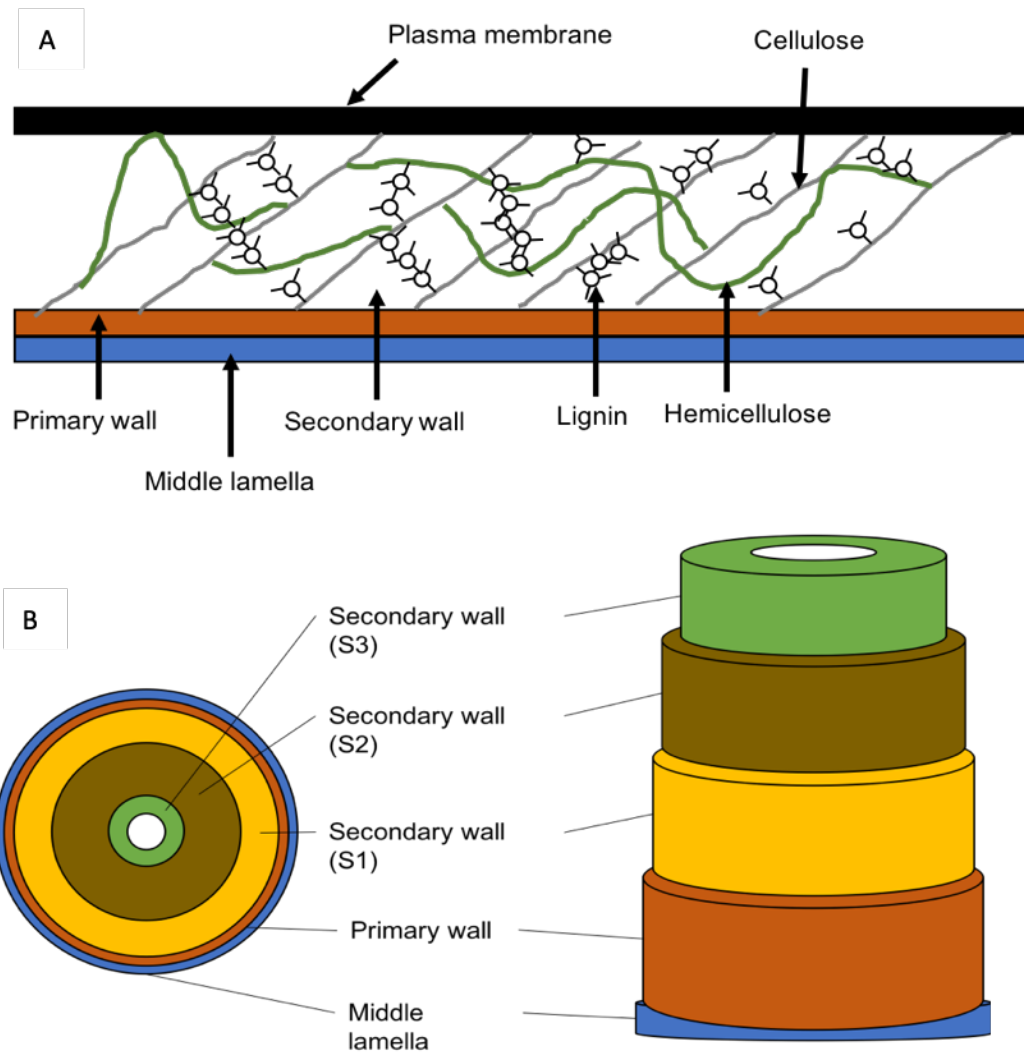 A
Plasma membrane
Cellulose
Primary wall
Secondary wall
Lignin
Hemicellulose
Middle lamella
B
Secondary wall
(S3)
Secondary wall
(S2)
Secondary wall
(S1)
Primary wall
Middle
lamella